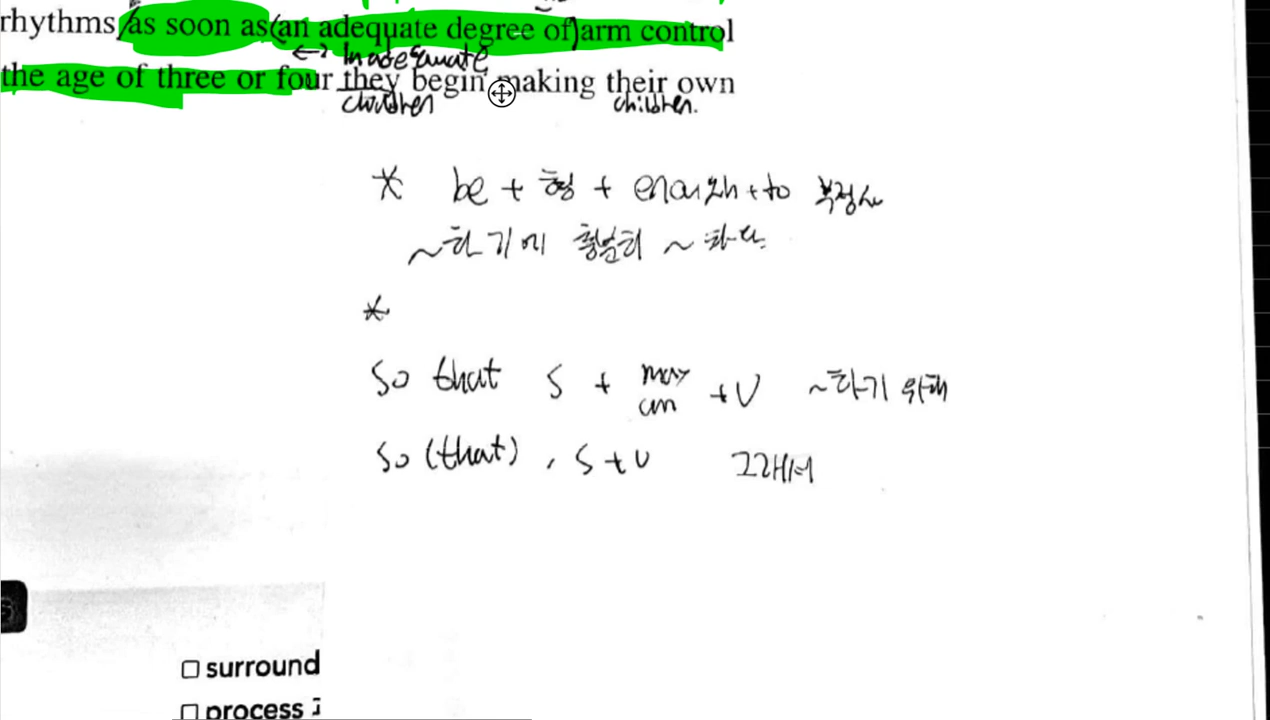 rhythms as soon as (an adequate degree of) arm control
↔ Inadequate
the age of three or four they begin making their own
children children.
* be + 형 + enough + to 부정사
~하기에 충분히 ~하다.
*
so that S + may can + V ~하기 위해
so (that), S + V 그래서
□ surround
□ process